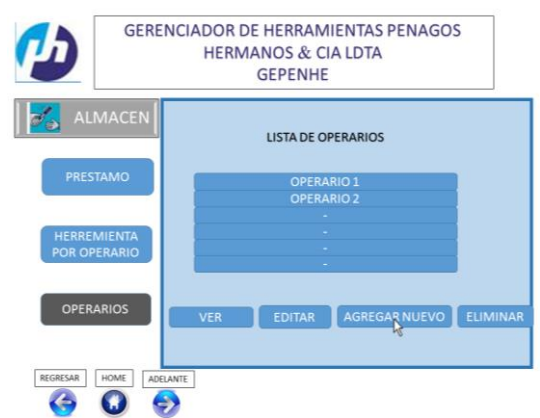 GERENCIADOR DE HERRAMIENTAS PENAGOS
HERMANOS & CIA LDTA
GEPENHE
ALMACEN
LISTA DE OPERARIOS
PRESTAMO
OPERARIO 1
OPERARIO 2
-
-
-
-
HERREMIENTA
POR OPERARIO
OPERARIOS
VER
EDITAR
AGREGAR NUEVO
ELIMINAR
REGRESAR
HOME
ADELANTE